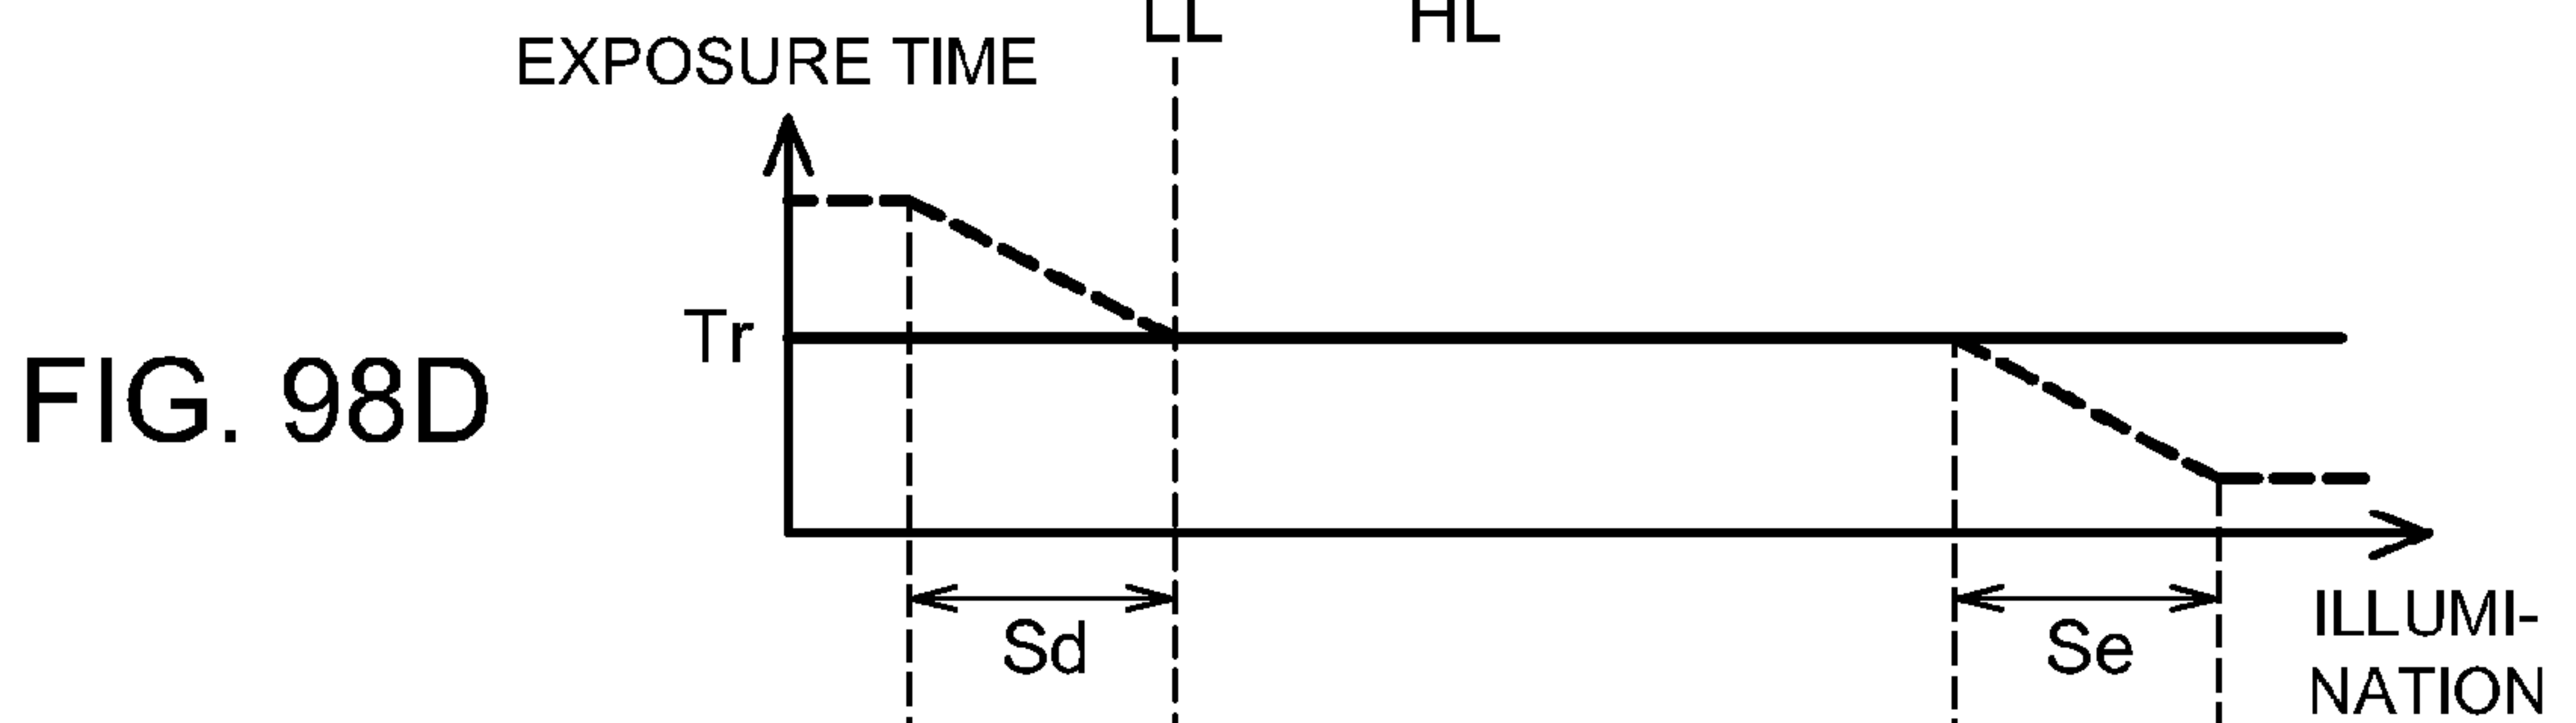 LL HL
EXPOSURE TIME
Tr
FIG. 98D
Sd
Se
ILLUMI-
NATION